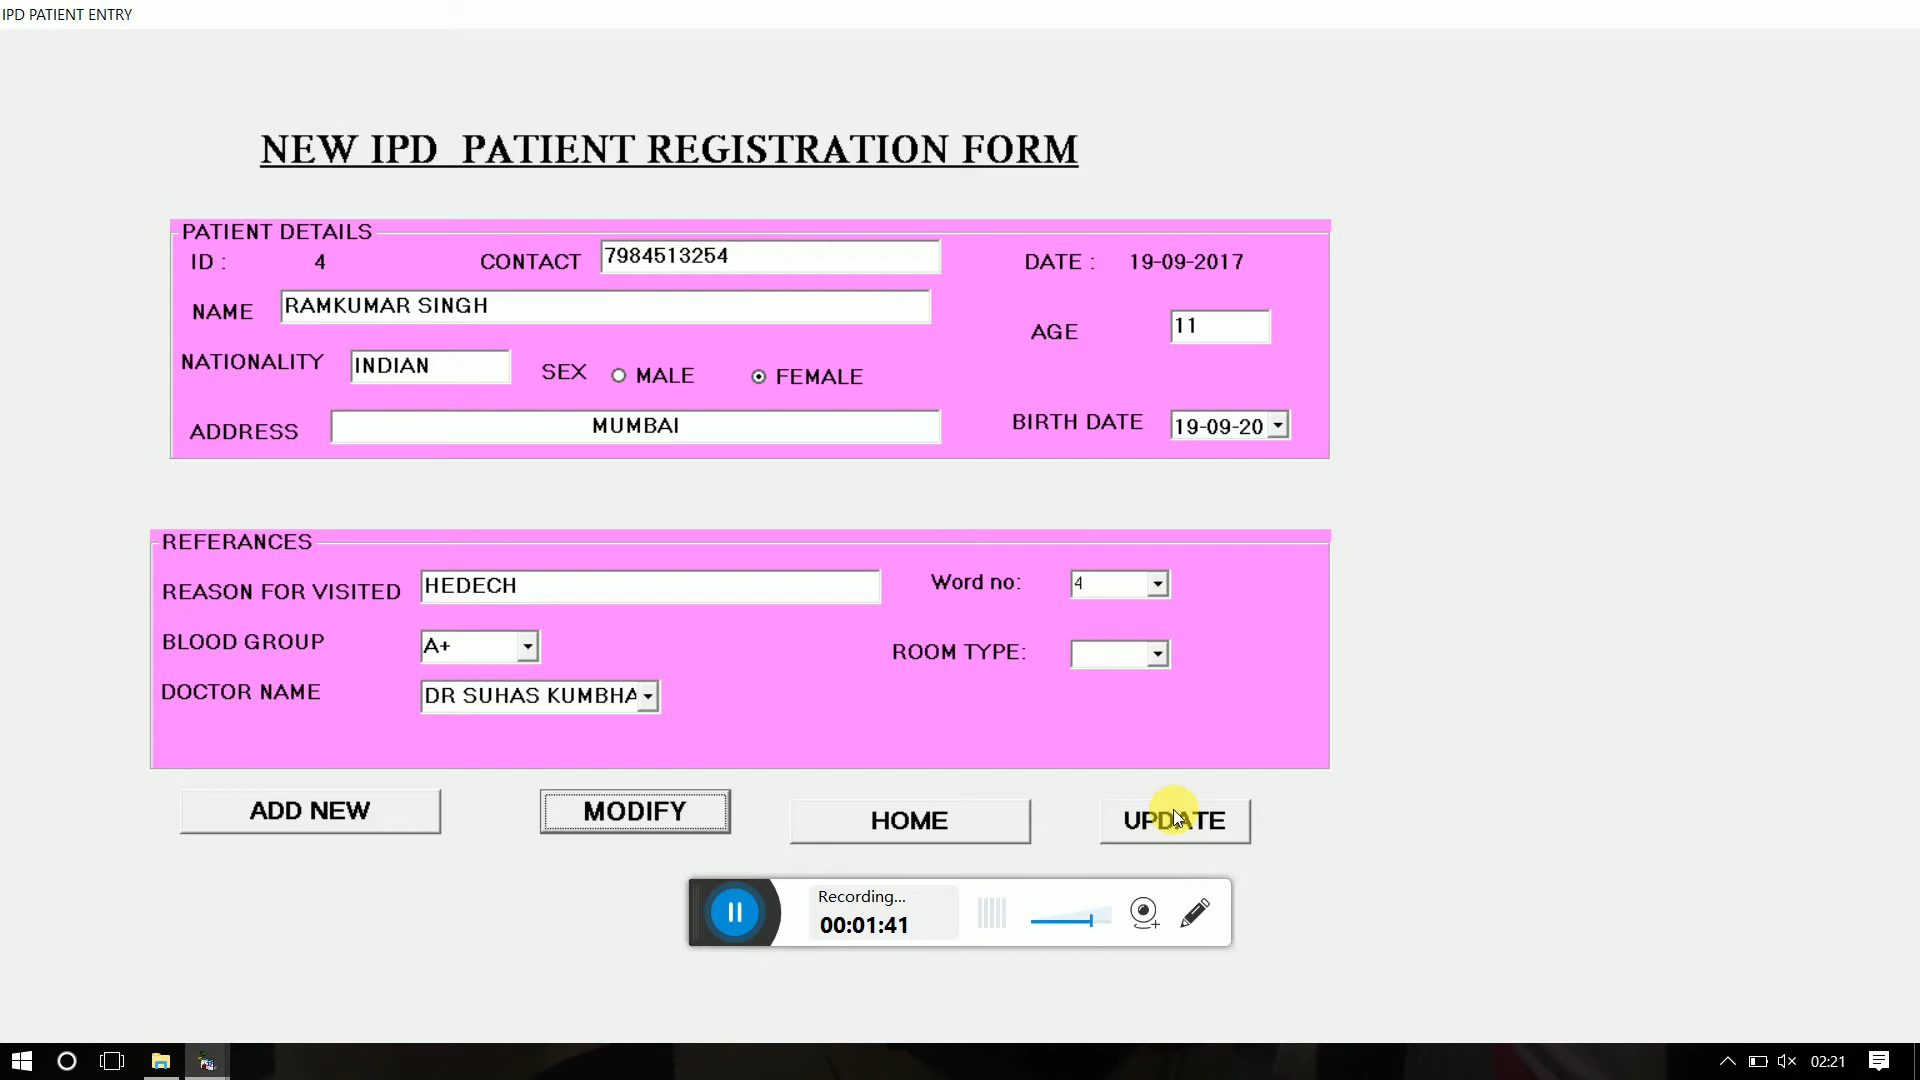 IPD PATIENT ENTRY
NEW IPD PATIENT REGISTRATION FORM
PATIENT DETAILS
ID : 4 CONTACT 7984513254 DATE : 19-09-2017
NAME RAMKUMAR SINGH
AGE 11
NATIONALITY INDIAN SEX MALE FEMALE
ADDRESS MUMBAI BIRTH DATE 19-09-20
REFERANCES
REASON FOR VISITED HEDECH Word no: 4
BLOOD GROUP A+ ROOM TYPE:
DOCTOR NAME DR SUHAS KUMBHA
ADD NEW MODIFY HOME UPDATE
Recording...
00:01:41
02:21